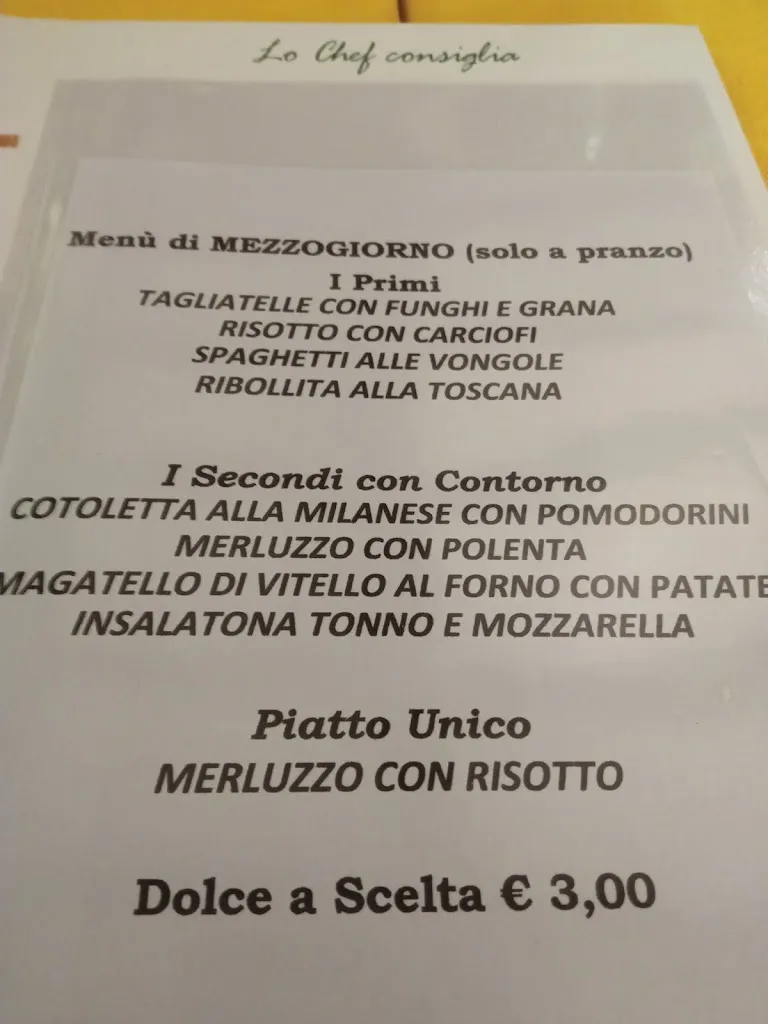 Lo Chef consiglia
Menù di MEZZOGIORNO (solo a pranzo)
I Primi
TAGLIATELLE CON FUNGHI E GRANA
RISOTTO CON CARCIOFI
SPAGHETTI ALLE VONGOLE
RIBOLLITA ALLA TOSCANA
I Secondi con Contorno
COTOLETTA ALLA MILANESE CON POMODORINI
MERLUZZO CON POLENTA
MAGATELLO DI VITELLO AL FORNO CON PATATE
INSALATONA TONNO E MOZZARELLA
Piatto Unico
MERLUZZO CON RISOTTO
Dolce a Scelta € 3,00